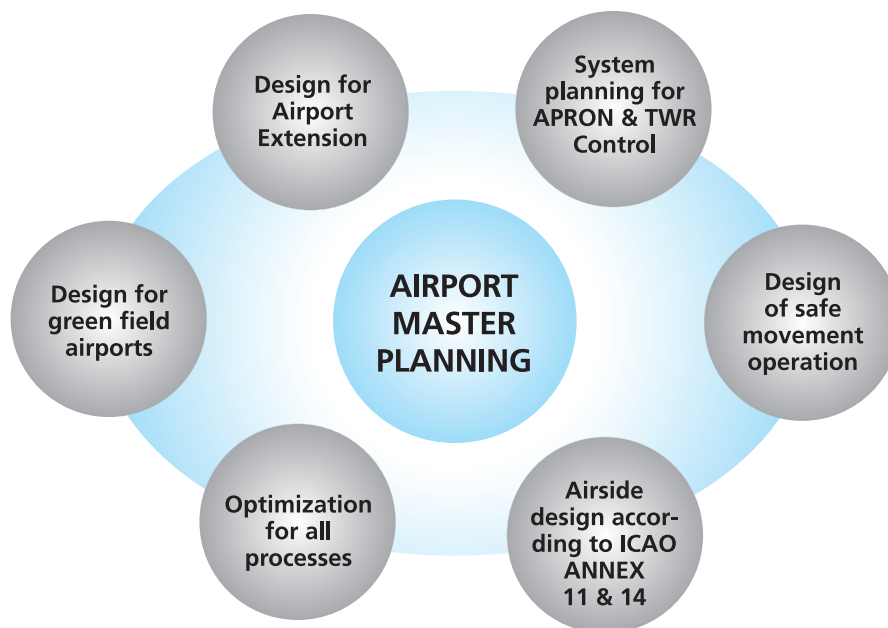 Design for
Airport
Extension
System
planning for
APRON & TWR
Control
Design for
green field
airports
AIRPORT
MASTER
PLANNING
Design
of safe
movement
operation
Optimization
for all
processes
Airside
design accor-
ding to ICAO
ANNEX
11 & 14